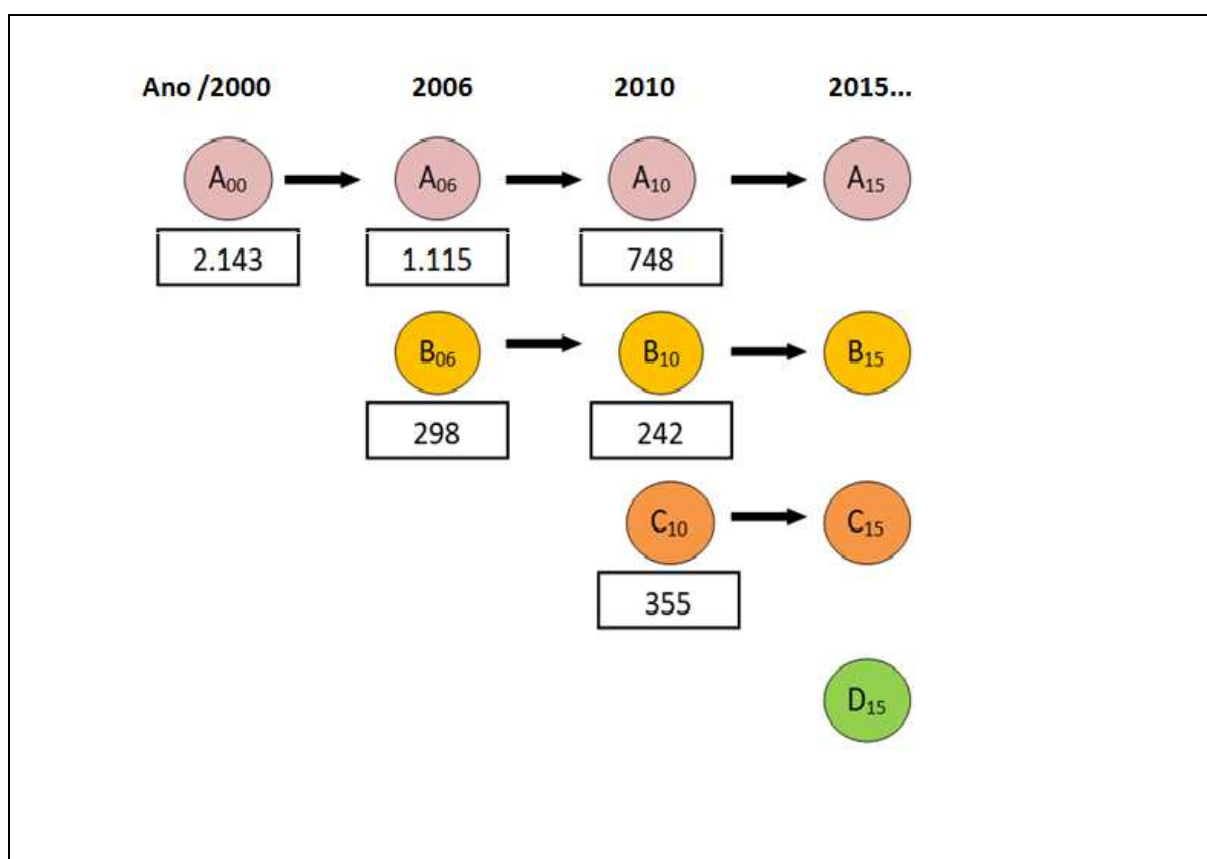 Ano /2000 2006 2010 2015...
A₀₀ A₀₆ A₁₀ A₁₅
2.143 1.115 748
B₀₆ B₁₀ B₁₅
298 242
C₁₀ C₁₅
355
D₁₅